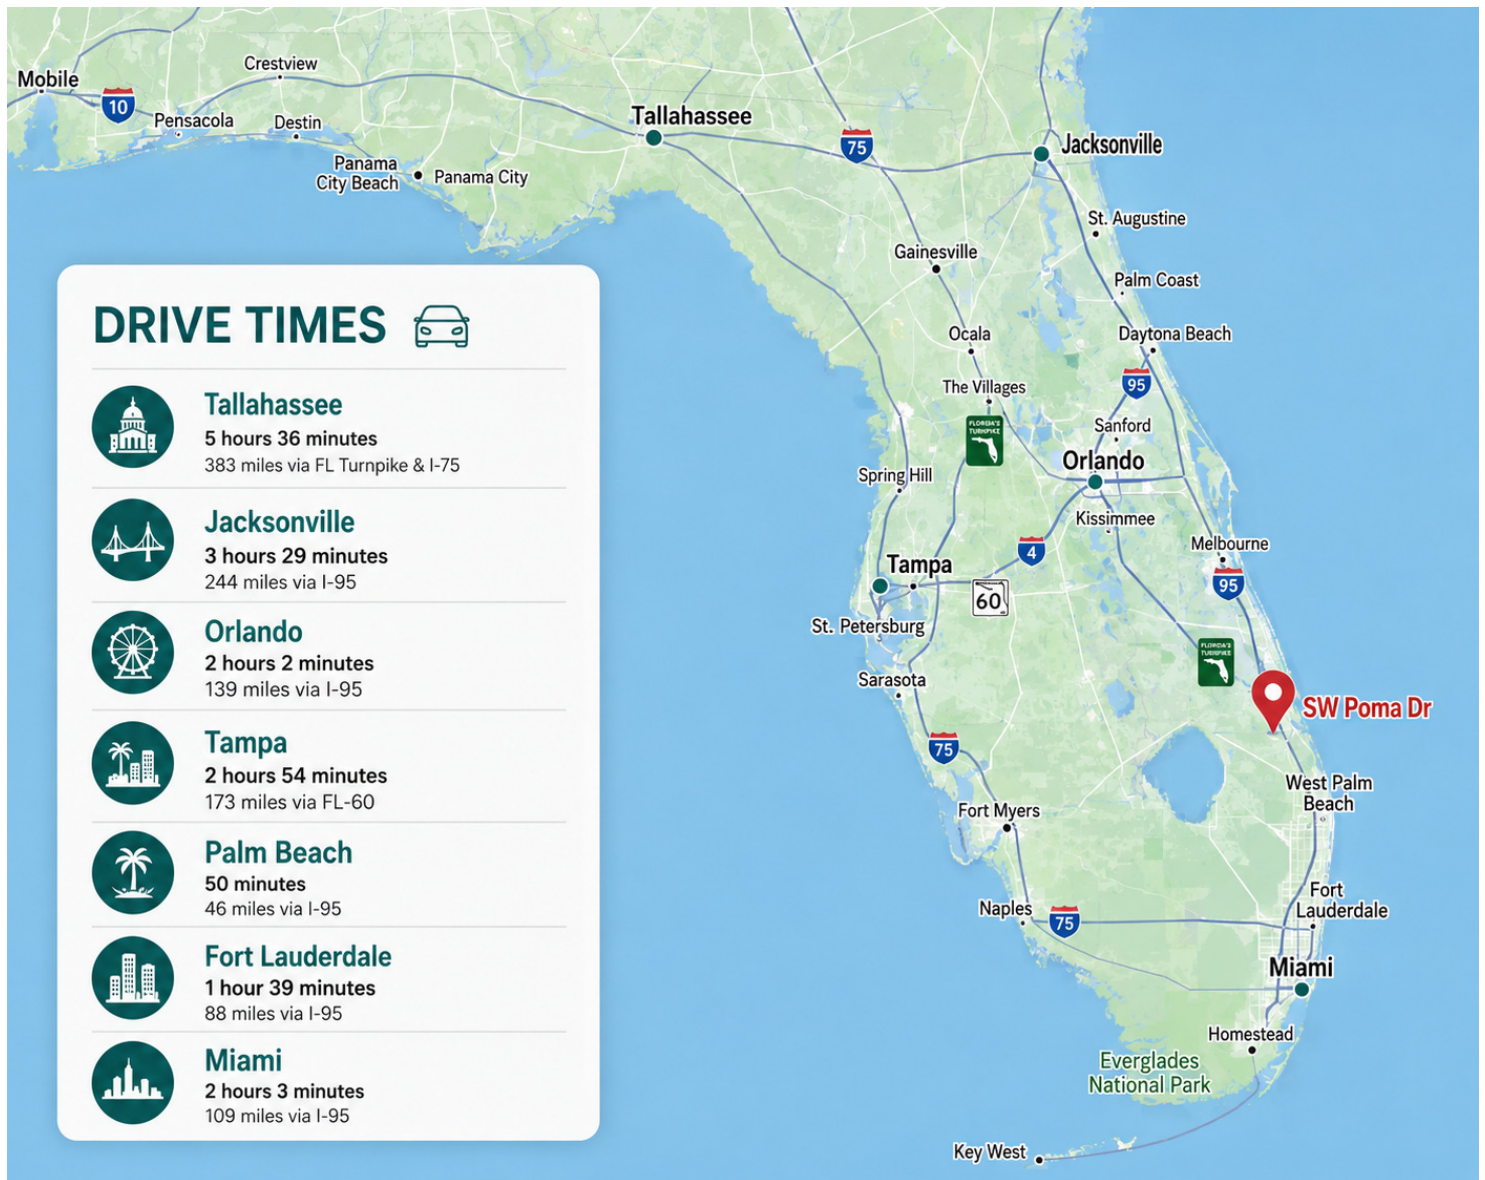 Mobile
10
Crestview
Pensacola
Destin
Panama
City Beach
Panama City
Tallahassee
75
Jacksonville
St. Augustine
Gainesville
Palm Coast
Ocala
Daytona Beach
The Villages
95
FLORIDA'S
TURNPIKE
Sanford
Orlando
Spring Hill
Kissimmee
Melbourne
4
95
Tampa
60
St. Petersburg
FLORIDA'S
TURNPIKE
Sarasota
SW Poma Dr
75
West Palm
Beach
Fort Myers
Fort
Lauderdale
Naples
75
Miami
Homestead
Everglades
National Park
Key West
DRIVE TIMES
Tallahassee
5 hours 36 minutes
383 miles via FL Turnpike & I-75
Jacksonville
3 hours 29 minutes
244 miles via I-95
Orlando
2 hours 2 minutes
139 miles via I-95
Tampa
2 hours 54 minutes
173 miles via FL-60
Palm Beach
50 minutes
46 miles via I-95
Fort Lauderdale
1 hour 39 minutes
88 miles via I-95
Miami
2 hours 3 minutes
109 miles via I-95